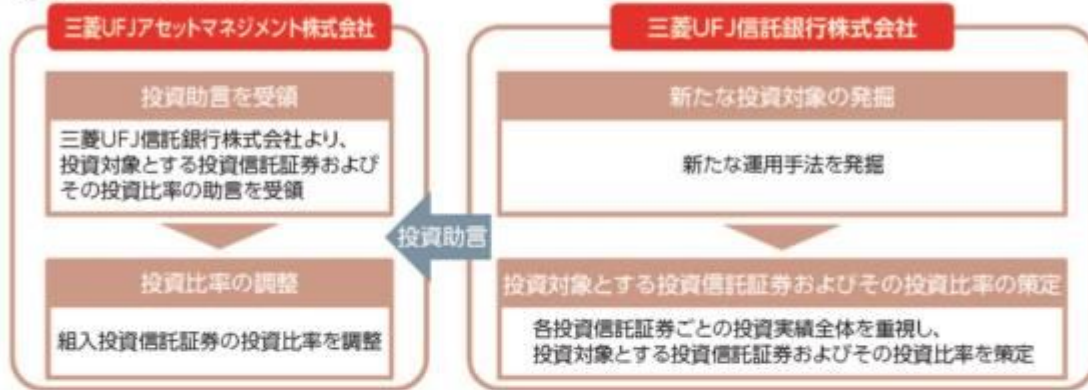 三菱UFJアセットマネジメント株式会社
投資助言を受領
三菱UFJ信託銀行株式会社より、
投資対象とする投資信託証券および
その投資比率の助言を受領
投資比率の調整
組入投資信託証券の投資比率を調整
投資助言
三菱UFJ信託銀行株式会社
新たな投資対象の発掘
新たな運用手法を発掘
投資対象とする投資信託証券およびその投資比率の策定
各投資信託証券ごとの投資実績全体を重視し、
投資対象とする投資信託証券およびその投資比率を策定